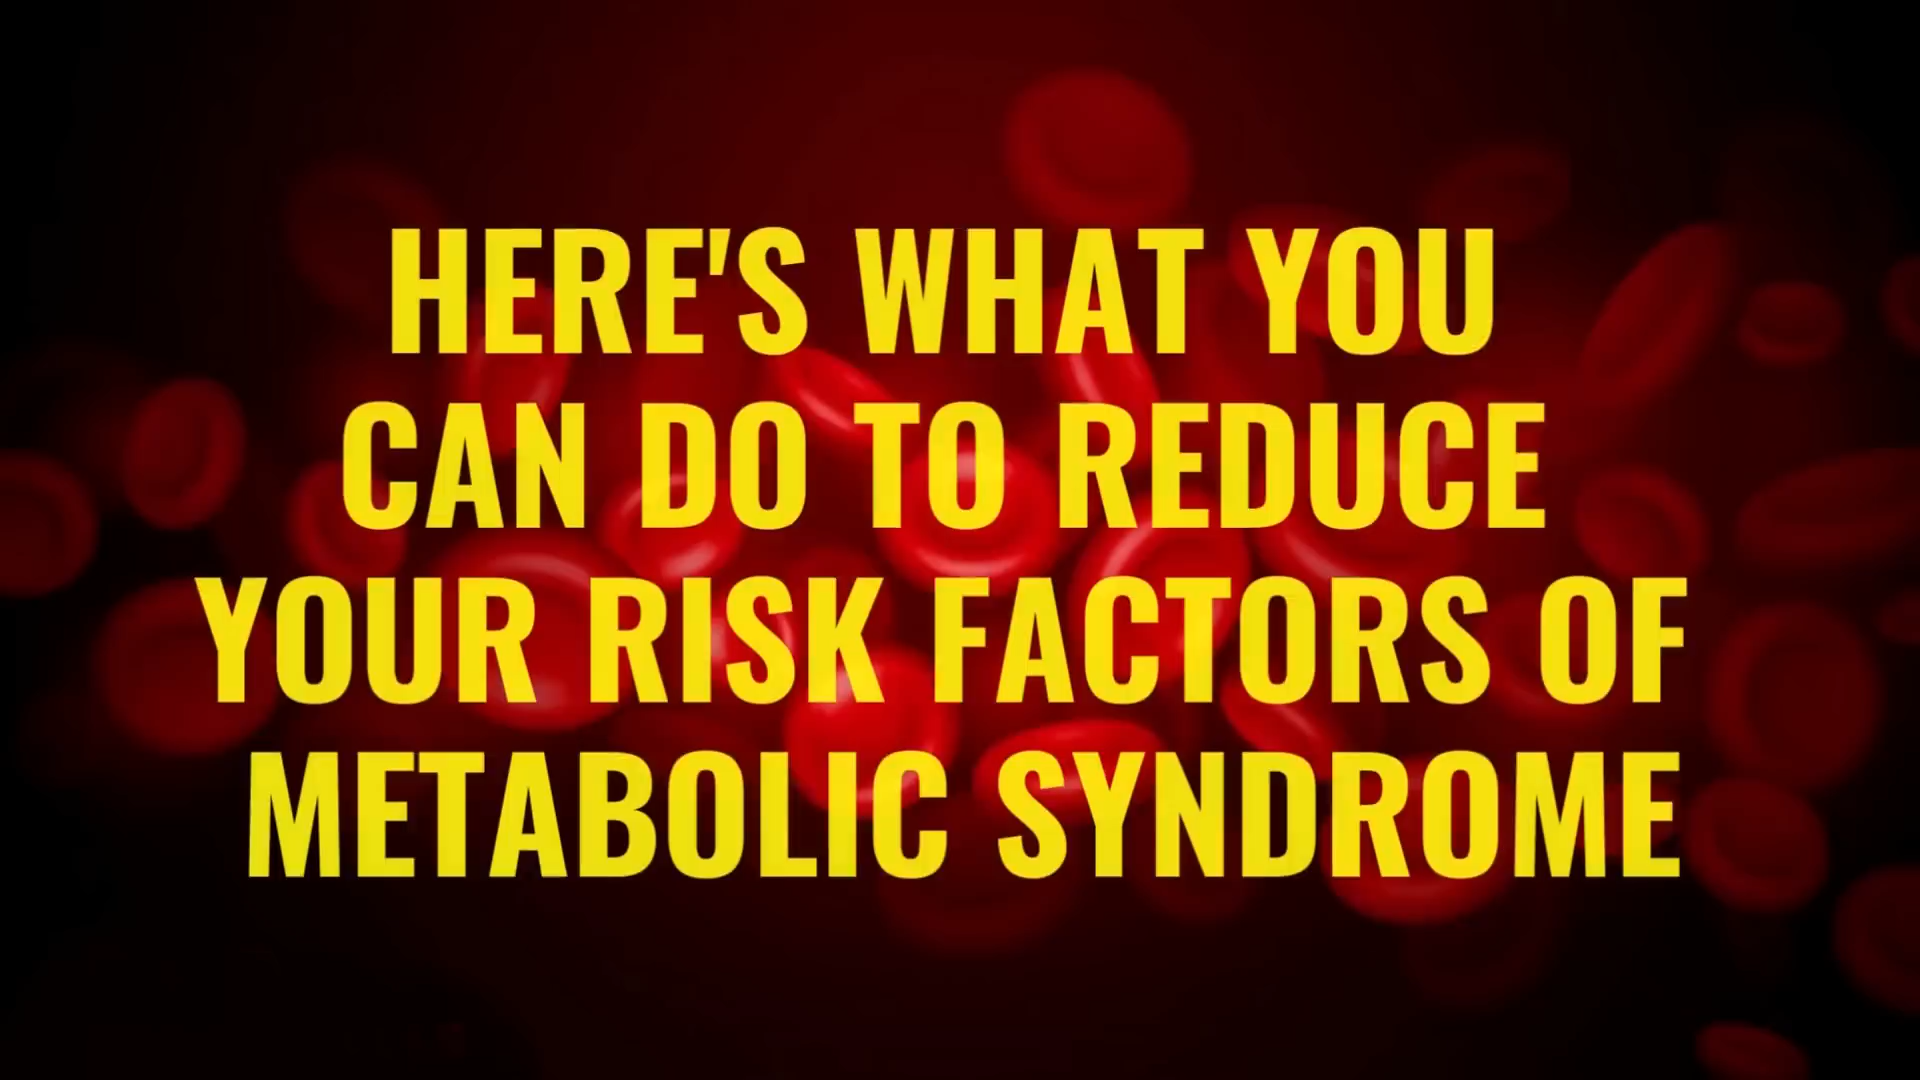 HERE'S WHAT YOU
CAN DO TO REDUCE
YOUR RISK FACTORS OF
METABOLIC SYNDROME